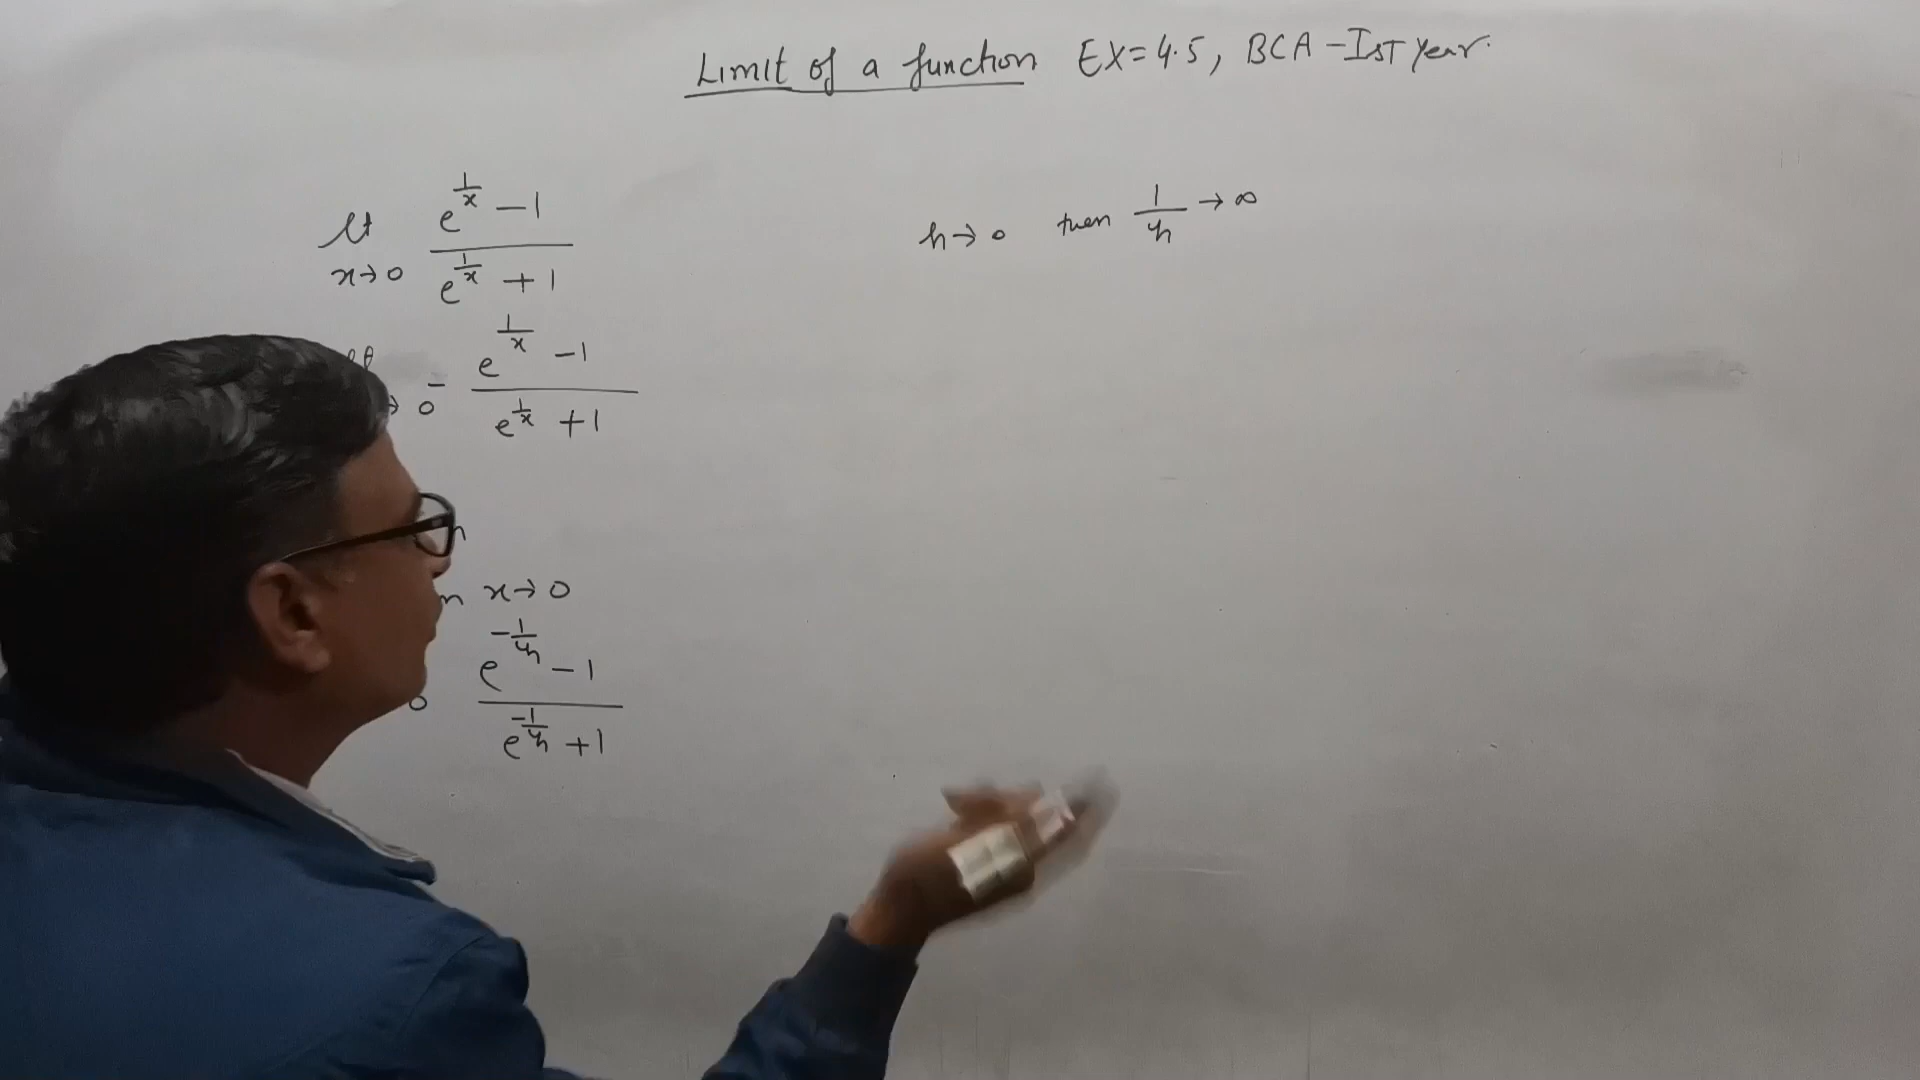 Limit of a function EX=4.5, BCA-Ist year.
lt x→0 (e^(1/x) - 1)/(e^(1/x) + 1)
h→0 then 1/h → ∞
→ 0⁻ (e^(1/x) - 1)/(e^(1/x) + 1)
x→0
0 (e^(-1/h) - 1)/(e^(-1/h) + 1)